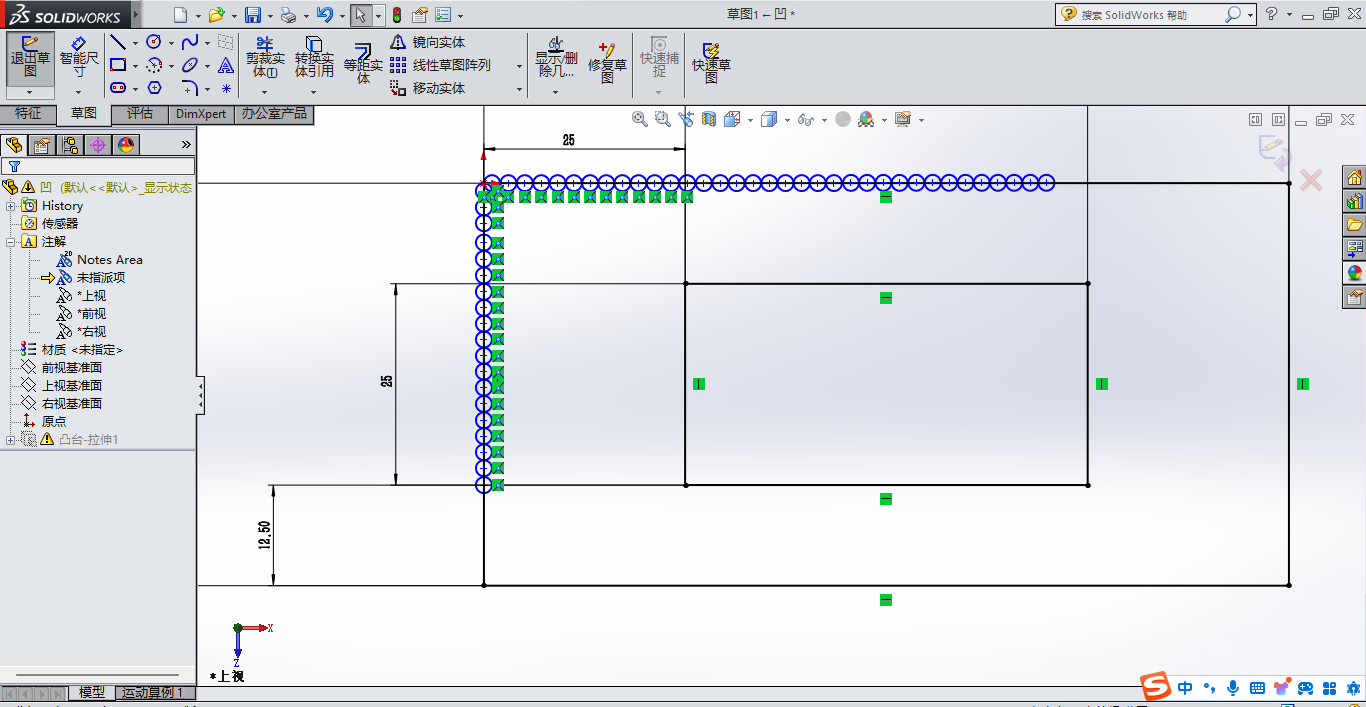 SOLIDWORKS
草图1 - 凹 *
搜索 SolidWorks 帮助
退出草图
智能尺寸
剪裁实体(T)
转换实体引用
等距实体
镜向实体
线性草图阵列
移动实体
显示/删除几...
修复草图
快速捕捉
快速草图
特征
草图
评估
DimXpert
办公室产品
凹 (默认<<默认>_显示状态
History
传感器
注解
Notes Area
未指派项
*上视
*前视
*右视
材质 <未指定>
前视基准面
上视基准面
右视基准面
原点
凸台-拉伸1
25
25
12.50
X
Z
*上视
模型
运动算例 1
中